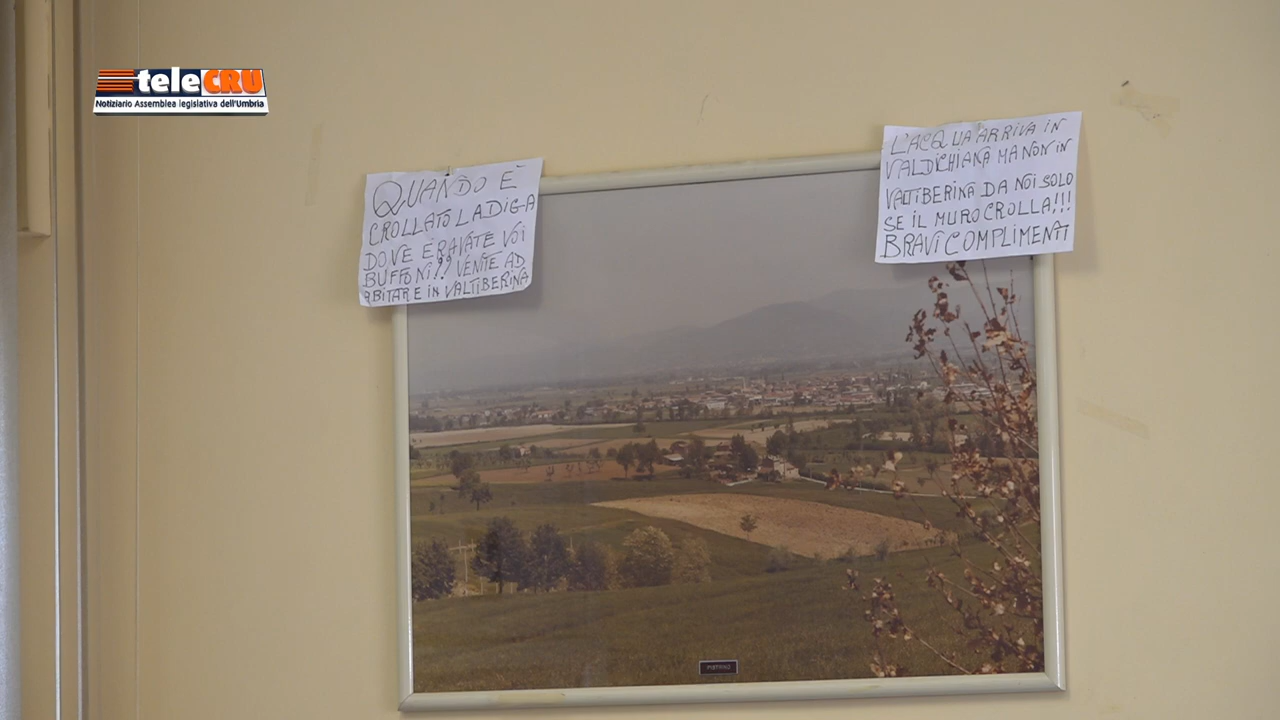 teleCRU
Notiziario Assemblea legislativa dell'Umbria
QUANDO È
CROLLATO LA DIGA
DOVE ERAVATE VOI
BUFFONI!?? VENITE AD
ABITARE IN VALTIBERINA
L'ACQUA ARRIVA IN
VALDICHIANA MA NON IN
VALTIBERINA DA NOI SOLO
SE IL MURO CROLLA!!!
BRAVI COMPLIMENTI